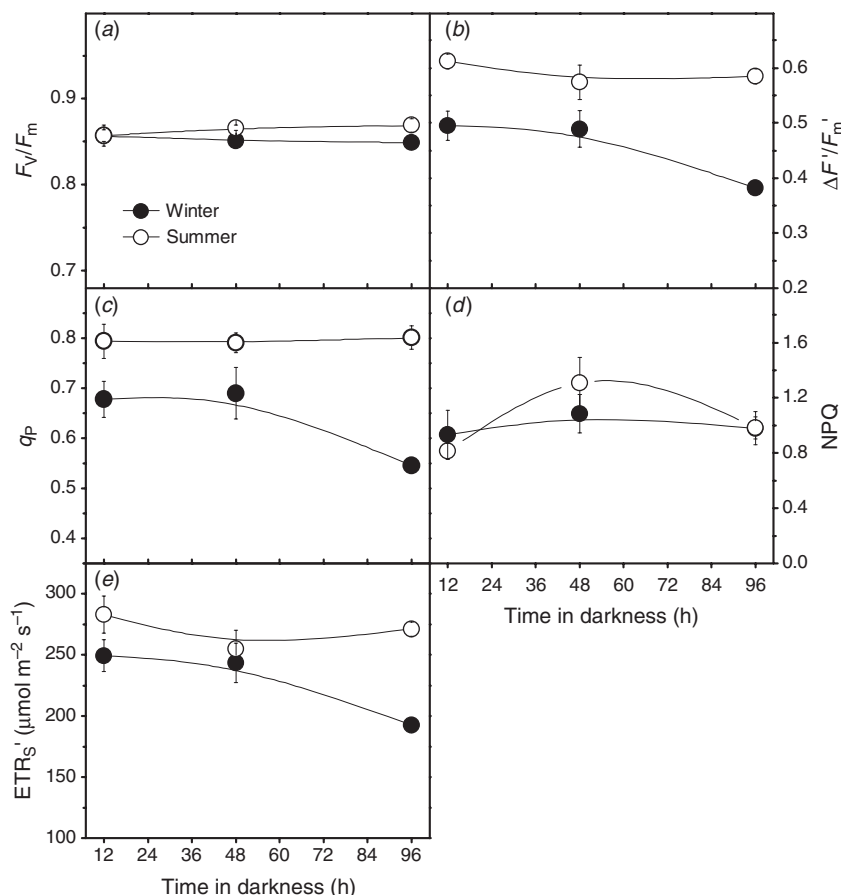 (a)
(b)
0.9
0.8
0.7
Fv/Fm
Winter
Summer
0.6
0.5
0.4
0.3
0.2
ΔF'/Fm'
(c)
(d)
0.8
0.7
0.6
0.5
0.4
qP
1.6
1.2
0.8
0.4
0.0
NPQ
12 24 36 48 60 72 84 96
Time in darkness (h)
(e)
300
250
200
150
100
ETRS' (μmol m–2 s–1)
12 24 36 48 60 72 84 96
Time in darkness (h)